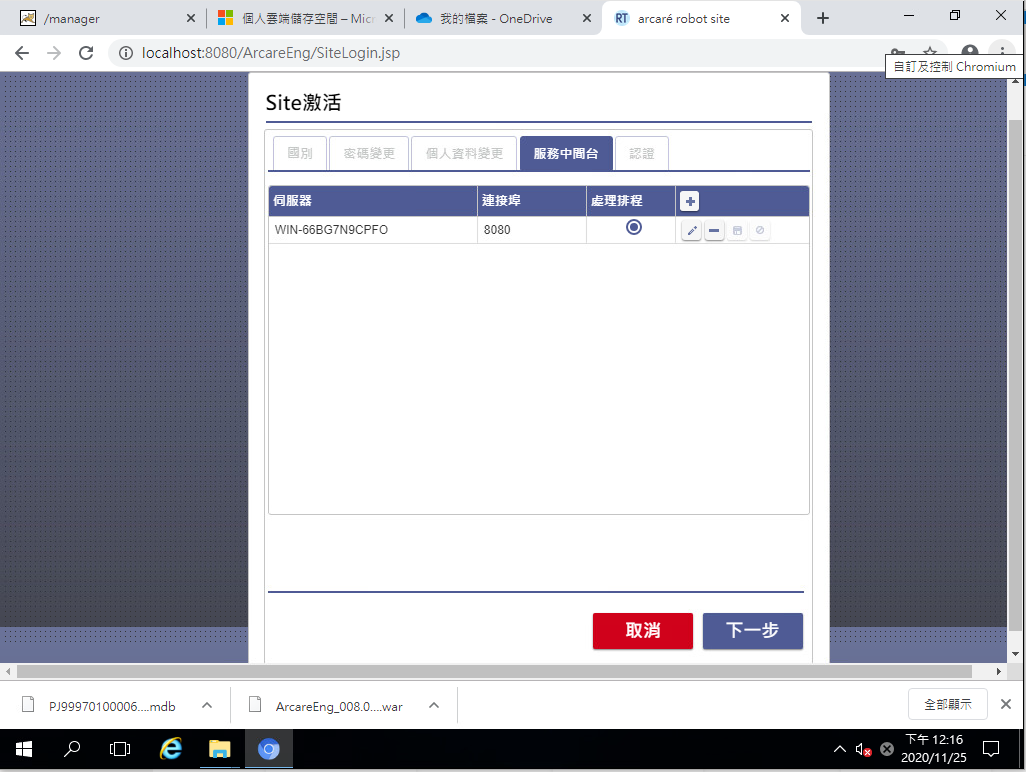 /manager
個人雲端儲存空間 – Micr
我的檔案 - OneDrive
RT arcaré robot site
localhost:8080/ArcareEng/SiteLogin.jsp
自訂及控制 Chromium
Site激活
國別
密碼變更
個人資料變更
服務中間台
認證
伺服器 連接埠 處理排程
WIN-66BG7N9CPFO 8080
取消 下一步
PJ99970100006....mdb
ArcareEng_008.0....war
全部顯示
下午 12:16
2020/11/25